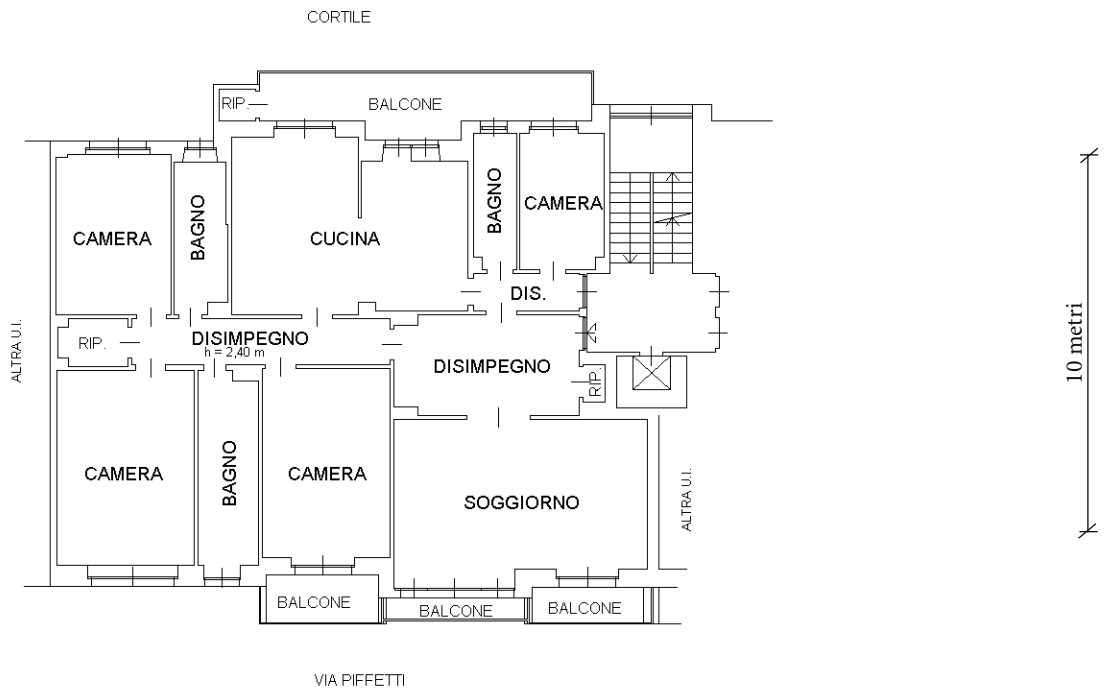 CORTILE
RIP.
BALCONE
CAMERA
BAGNO
CUCINA
BAGNO
CAMERA
DIS.
10 metri
ALTRA U.I.
RIP.
DISIMPEGNO
h = 2,40 m
DISIMPEGNO
RIP.
CAMERA
BAGNO
CAMERA
SOGGIORNO
ALTRA U.I.
BALCONE
BALCONE
BALCONE
VIA PIFFETTI